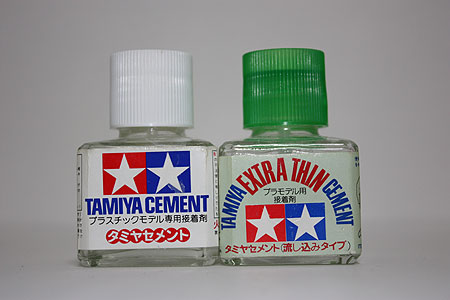 TAMIYA CEMENT
プラスチックモデル専用接着剤
タミヤセメント
TAMIYA EXTRA THIN CEMENT
プラモデル用
接着剤
タミヤセメント(流し込みタイプ)